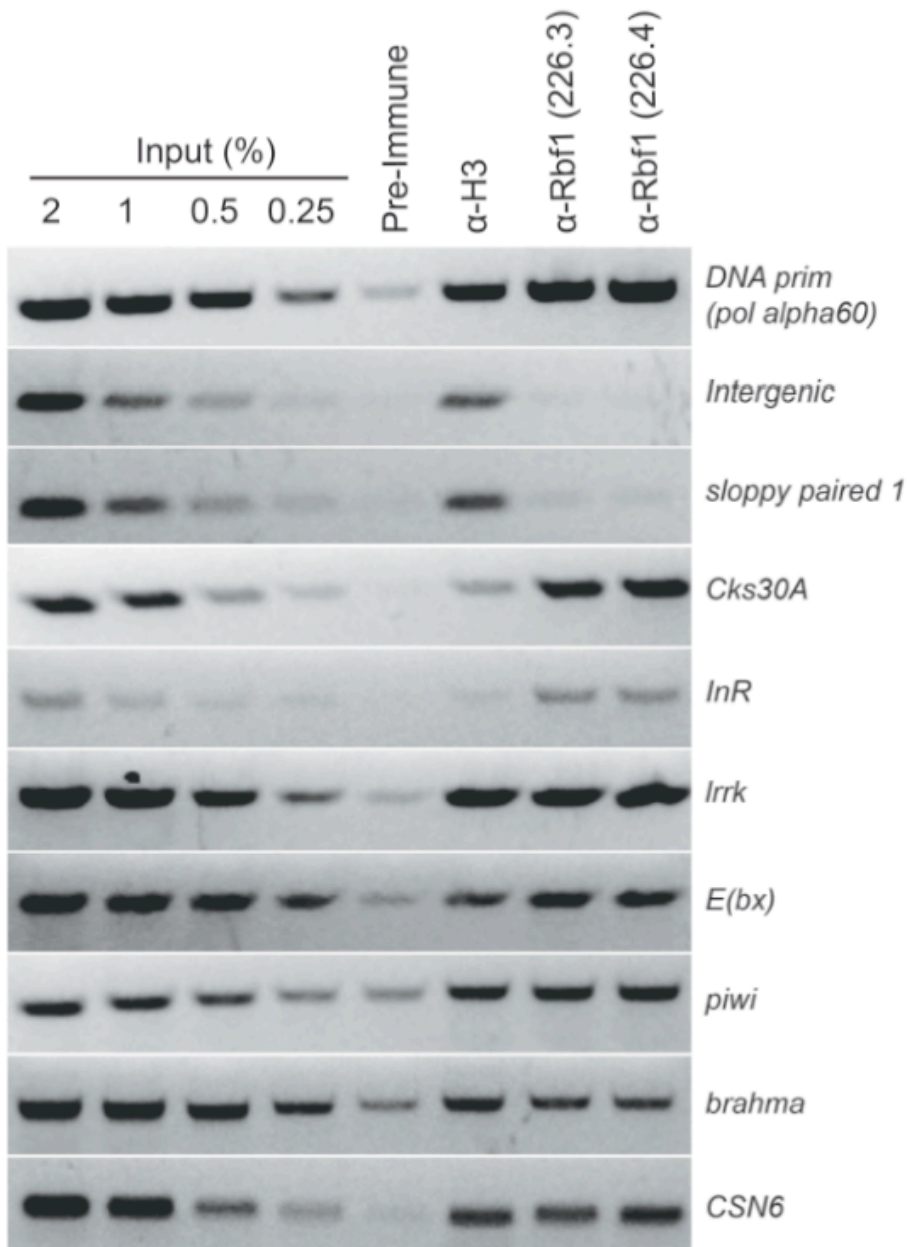 Input (%)
2 1 0.5 0.25
Pre-Immune
α-H3
α-Rbf1 (226.3)
α-Rbf1 (226.4)
DNA prim
(pol alpha60)
Intergenic
sloppy paired 1
Cks30A
InR
lrrk
E(bx)
piwi
brahma
CSN6